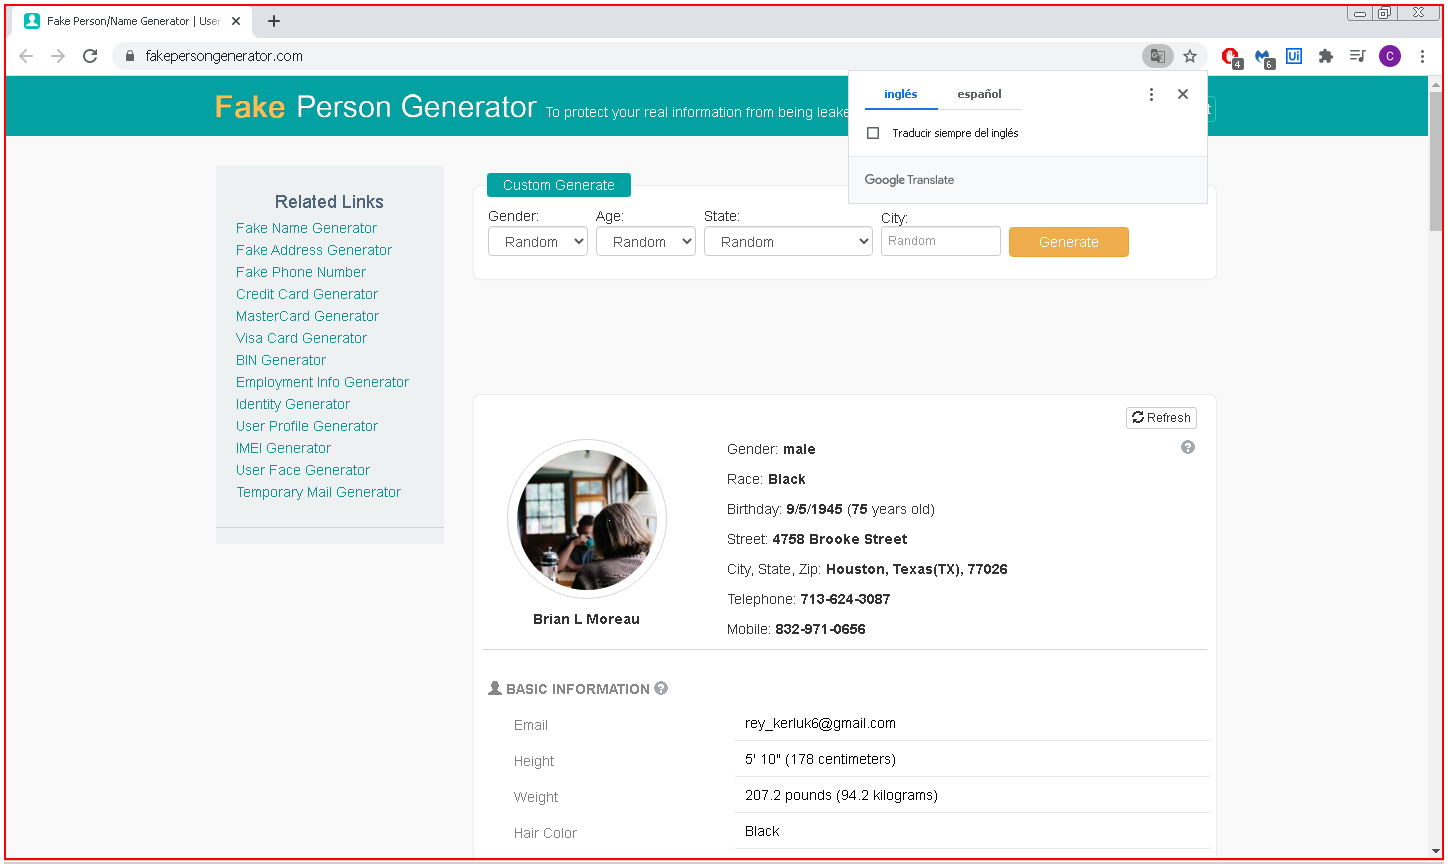 Fake Person/Name Generator | User
fakepersongenerator.com
4
6
Ui
C
Fake Person Generator To protect your real information from being leake
inglés español
Traducir siempre del inglés
Google Translate
Related Links
Fake Name Generator
Fake Address Generator
Fake Phone Number
Credit Card Generator
MasterCard Generator
Visa Card Generator
BIN Generator
Employment Info Generator
Identity Generator
User Profile Generator
IMEI Generator
User Face Generator
Temporary Mail Generator
Custom Generate
Gender: Age: State: City:
Random Random Random Random Generate
Refresh
Gender: male
Race: Black
Birthday: 9/5/1945 (75 years old)
Street: 4758 Brooke Street
City, State, Zip: Houston, Texas(TX), 77026
Telephone: 713-624-3087
Mobile: 832-971-0656
Brian L Moreau
BASIC INFORMATION
Email rey_kerluk6@gmail.com
Height 5' 10" (178 centimeters)
Weight 207.2 pounds (94.2 kilograms)
Hair Color Black